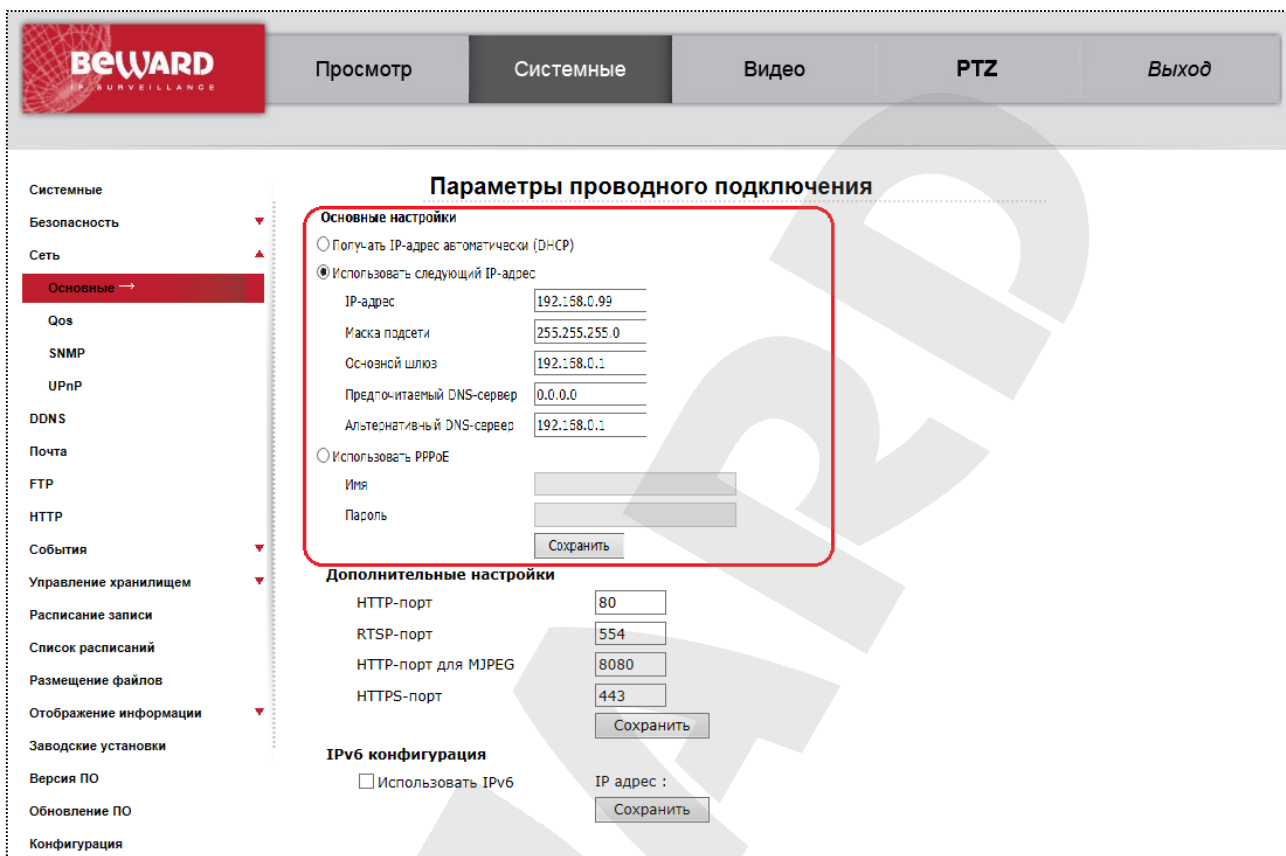 BEWARD
IP SURVEILLANCE
Просмотр
Системные
Видео
PTZ
Выход
Системные
Безопасность
Сеть
Основные →
Qos
SNMP
UPnP
DDNS
Почта
FTP
HTTP
События
Управление хранилищем
Расписание записи
Список расписаний
Размещение файлов
Отображение информации
Заводские установки
Версия ПО
Обновление ПО
Конфигурация
Параметры проводного подключения
Основные настройки
Получать IP-адрес автоматически (DHCP)
Использовать следующий IP-адрес
IP-адрес 192.168.0.99
Маска подсети 255.255.255.0
Основной шлюз 192.168.0.1
Предпочитаемый DNS-сервер 0.0.0.0
Альтернативный DNS-сервер 192.168.0.1
Использовать PPPoE
Имя
Пароль
Сохранить
Дополнительные настройки
HTTP-порт 80
RTSP-порт 554
HTTP-порт для MJPEG 8080
HTTPS-порт 443
Сохранить
IPv6 конфигурация
Использовать IPv6 IP адрес :
Сохранить